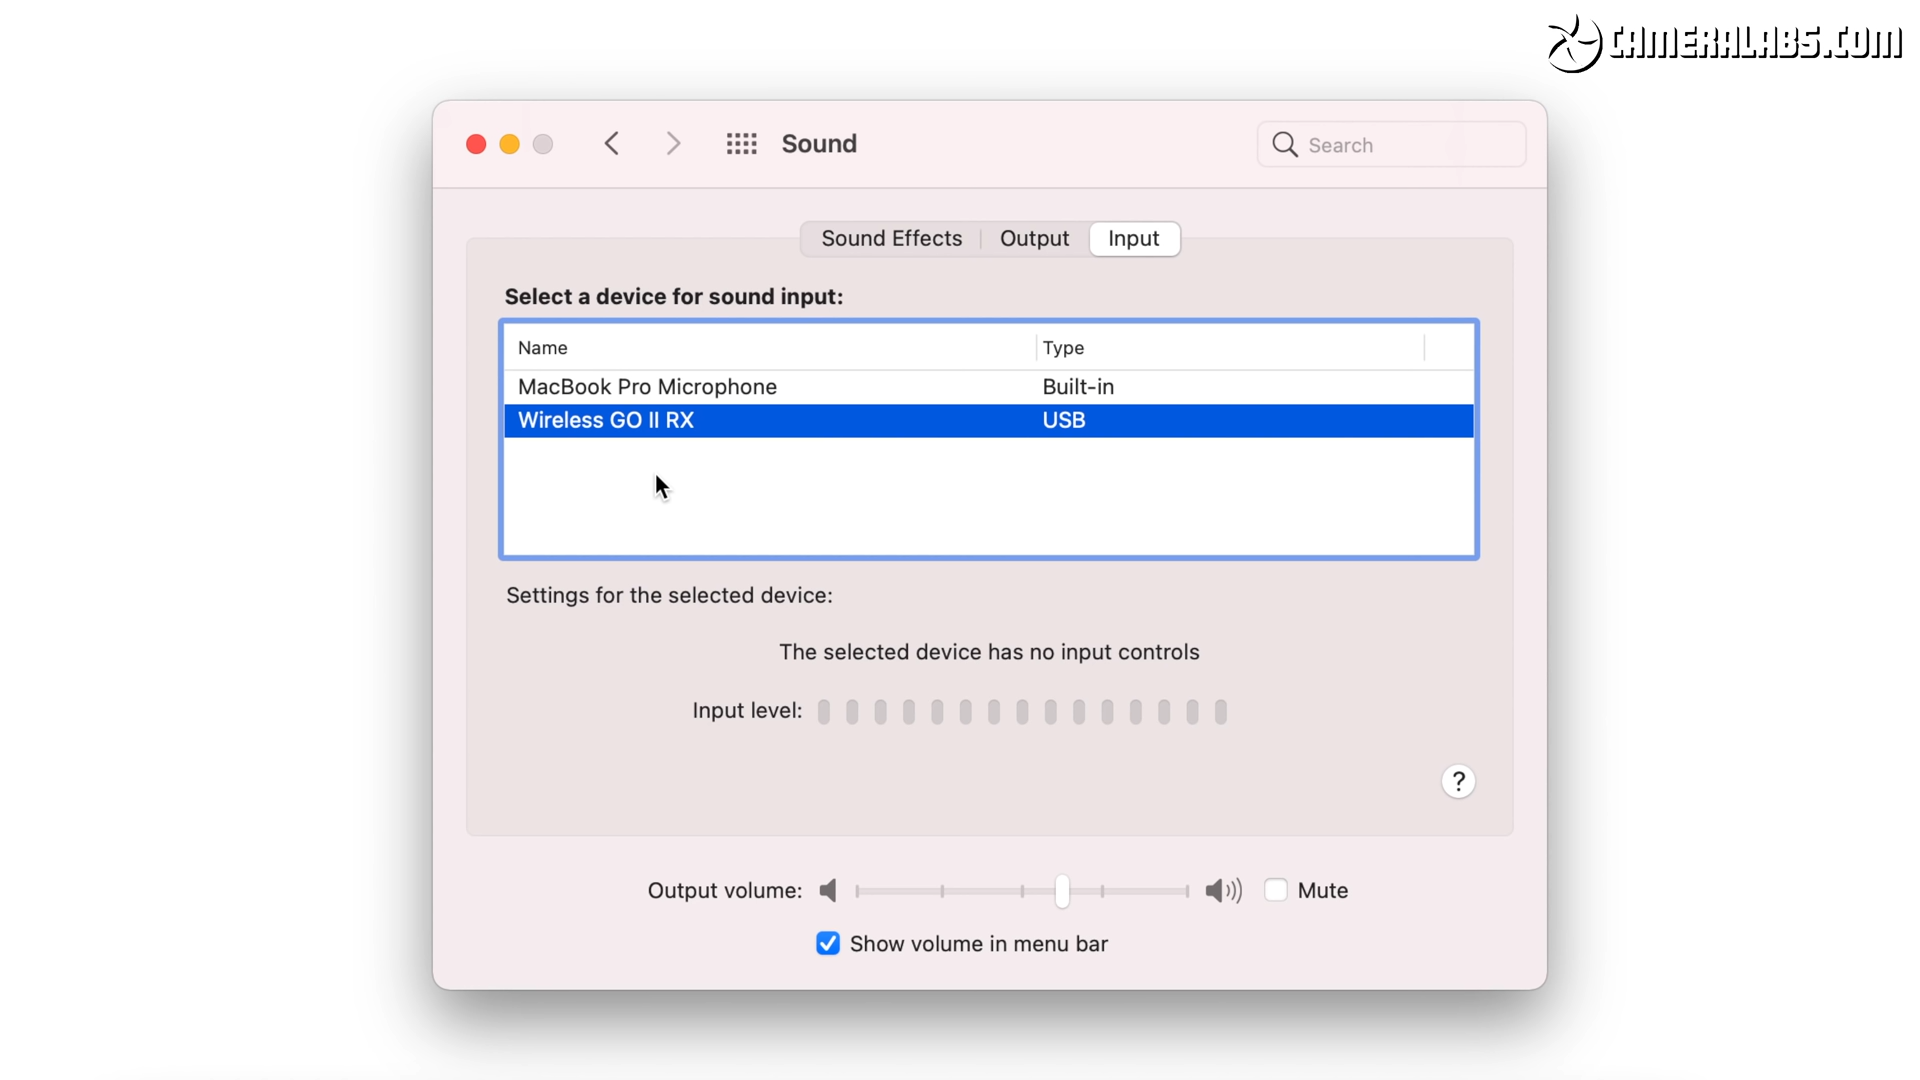 CAMERALABS.COM
Sound
Search
Sound Effects
Output
Input
Select a device for sound input:
Name
Type
MacBook Pro Microphone
Built-in
Wireless GO II RX
USB
Settings for the selected device:
The selected device has no input controls
Input level:
?
Output volume:
Mute
Show volume in menu bar